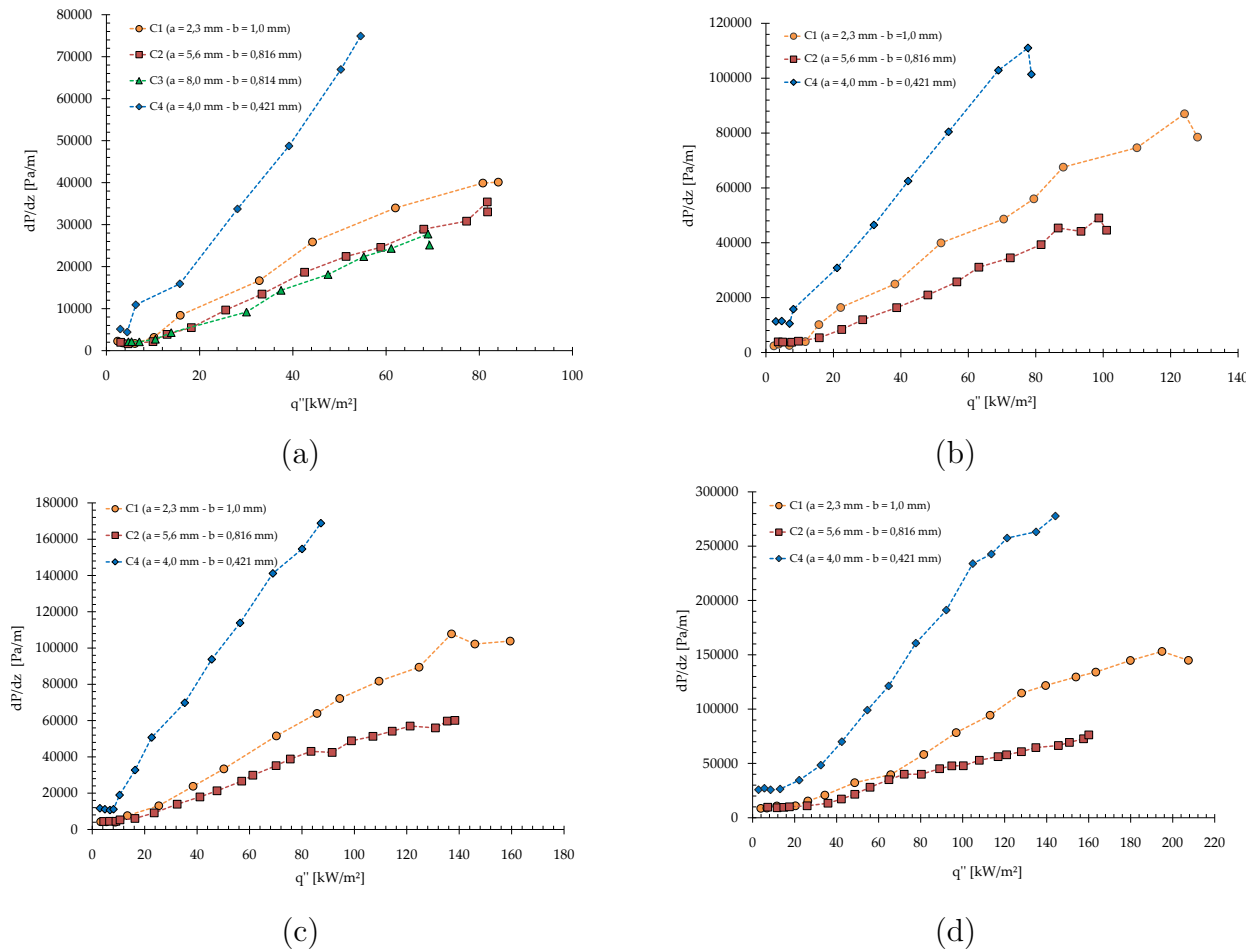 80000
70000
60000
50000
40000
30000
20000
10000
0
dP/dz [Pa/m]
C1 (a = 2,3 mm - b = 1,0 mm)
C2 (a = 5,6 mm - b = 0,816 mm)
C3 (a = 8,0 mm - b = 0,814 mm)
C4 (a = 4,0 mm - b = 0,421 mm)
0 20 40 60 80 100
q" [kW/m²]
(a)
120000
100000
80000
60000
40000
20000
0
dP/dz [Pa/m]
C1 (a = 2,3 mm - b =1,0 mm)
C2 (a = 5,6 mm - b = 0,816 mm)
C4 (a = 4,0 mm - b = 0,421 mm)
0 20 40 60 80 100 120 140
q" [kW/m²]
(b)
180000
160000
140000
120000
100000
80000
60000
40000
20000
0
dP/dz [Pa/m]
C1 (a = 2,3 mm - b = 1,0 mm)
C2 (a = 5,6 mm - b = 0,816 mm)
C4 (a = 4,0 mm - b = 0,421 mm)
0 20 40 60 80 100 120 140 160 180
q" [kW/m²]
(c)
300000
250000
200000
150000
100000
50000
0
dP/dz [Pa/m]
C1 (a = 2,3 mm - b = 1,0 mm)
C2 (a = 5,6 mm - b = 0,816 mm)
C4 (a = 4,0 mm - b = 0,421 mm)
0 20 40 60 80 100 120 140 160 180 200 220
q" [kW/m²]
(d)